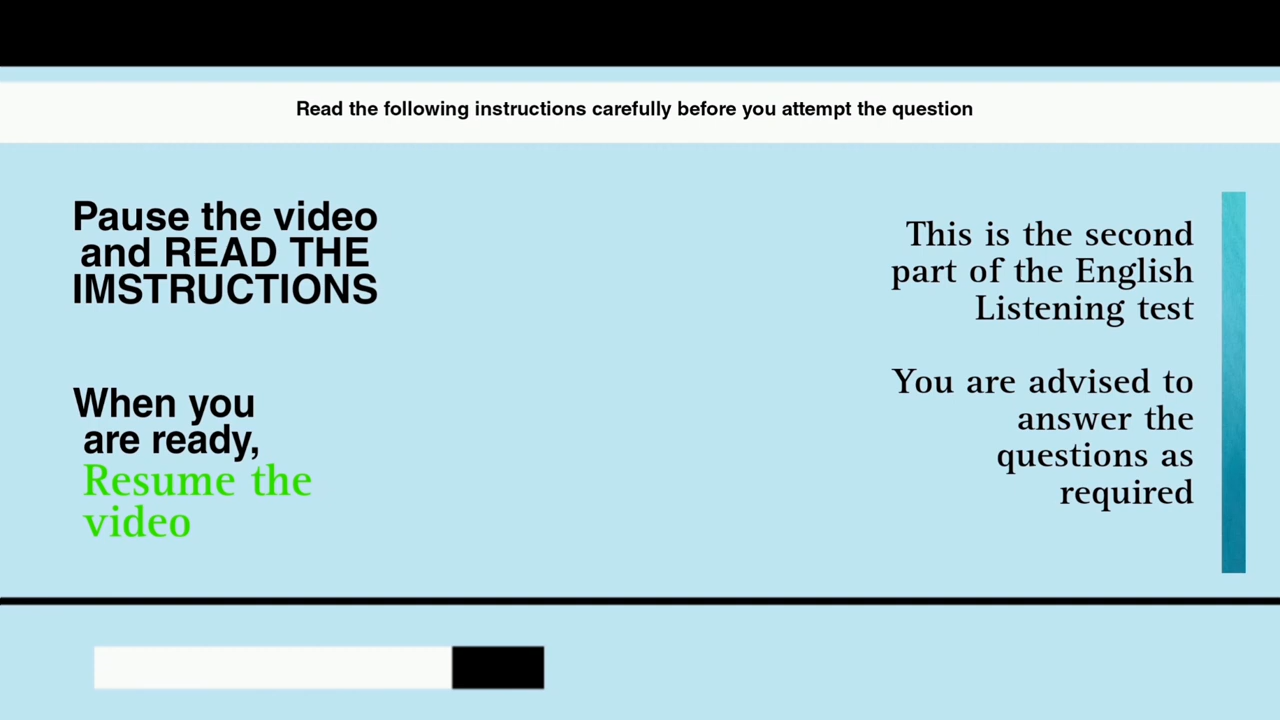 Read the following instructions carefully before you attempt the question
Pause the video
and READ THE
IMSTRUCTIONS
When you
are ready,
Resume the
video
This is the second
part of the English
Listening test
You are advised to
answer the
questions as
required